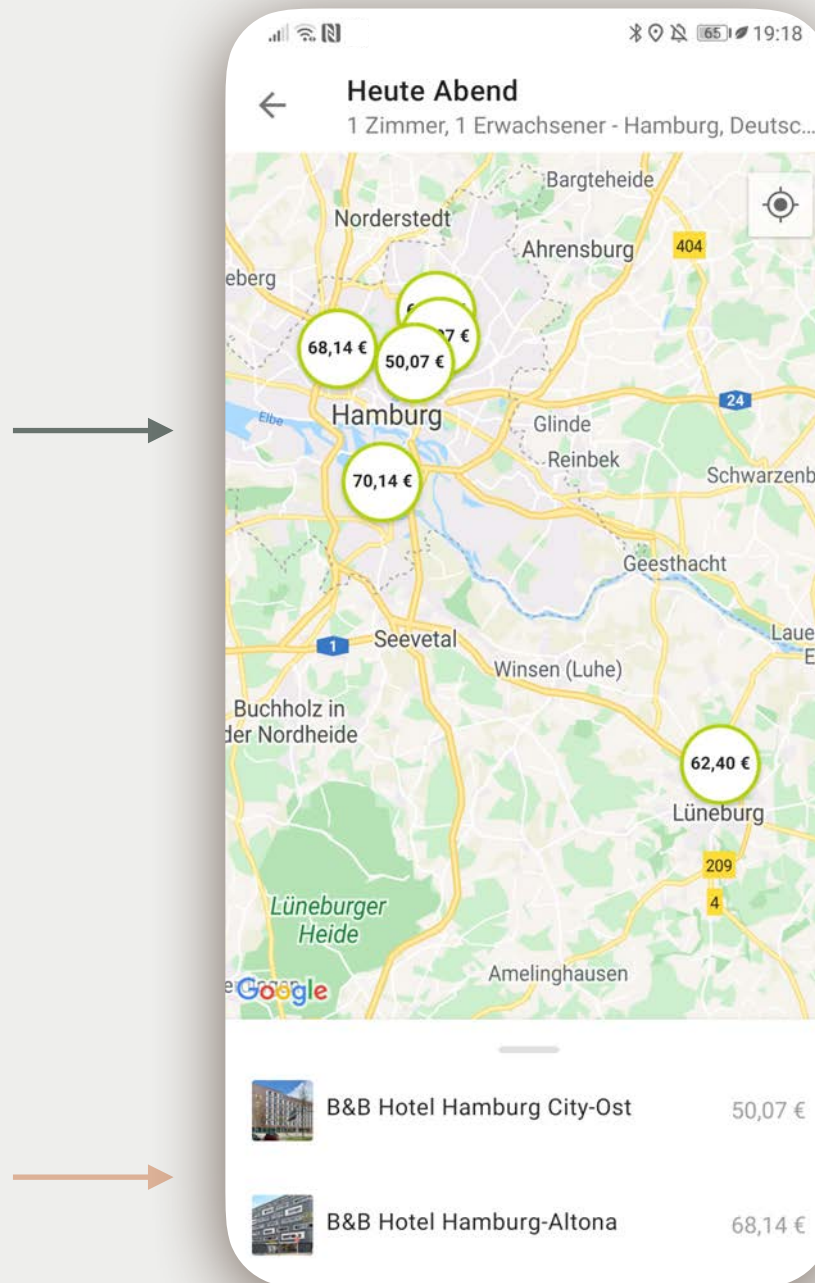 65 19:18
Heute Abend
1 Zimmer, 1 Erwachsener - Hamburg, Deutsc...
Bargteheide
Norderstedt
Ahrensburg
404
eberg
68,14 €
7 €
50,07 €
24
Elbe
Hamburg
Glinde
Reinbek
70,14 €
Schwarzenb
Geesthacht
Laue
E
1
Seevetal
Winsen (Luhe)
Buchholz in
der Nordheide
62,40 €
Lüneburg
209
4
Lüneburger
Heide
Amelinghausen
Google
B&B Hotel Hamburg City-Ost 50,07 €
B&B Hotel Hamburg-Altona 68,14 €